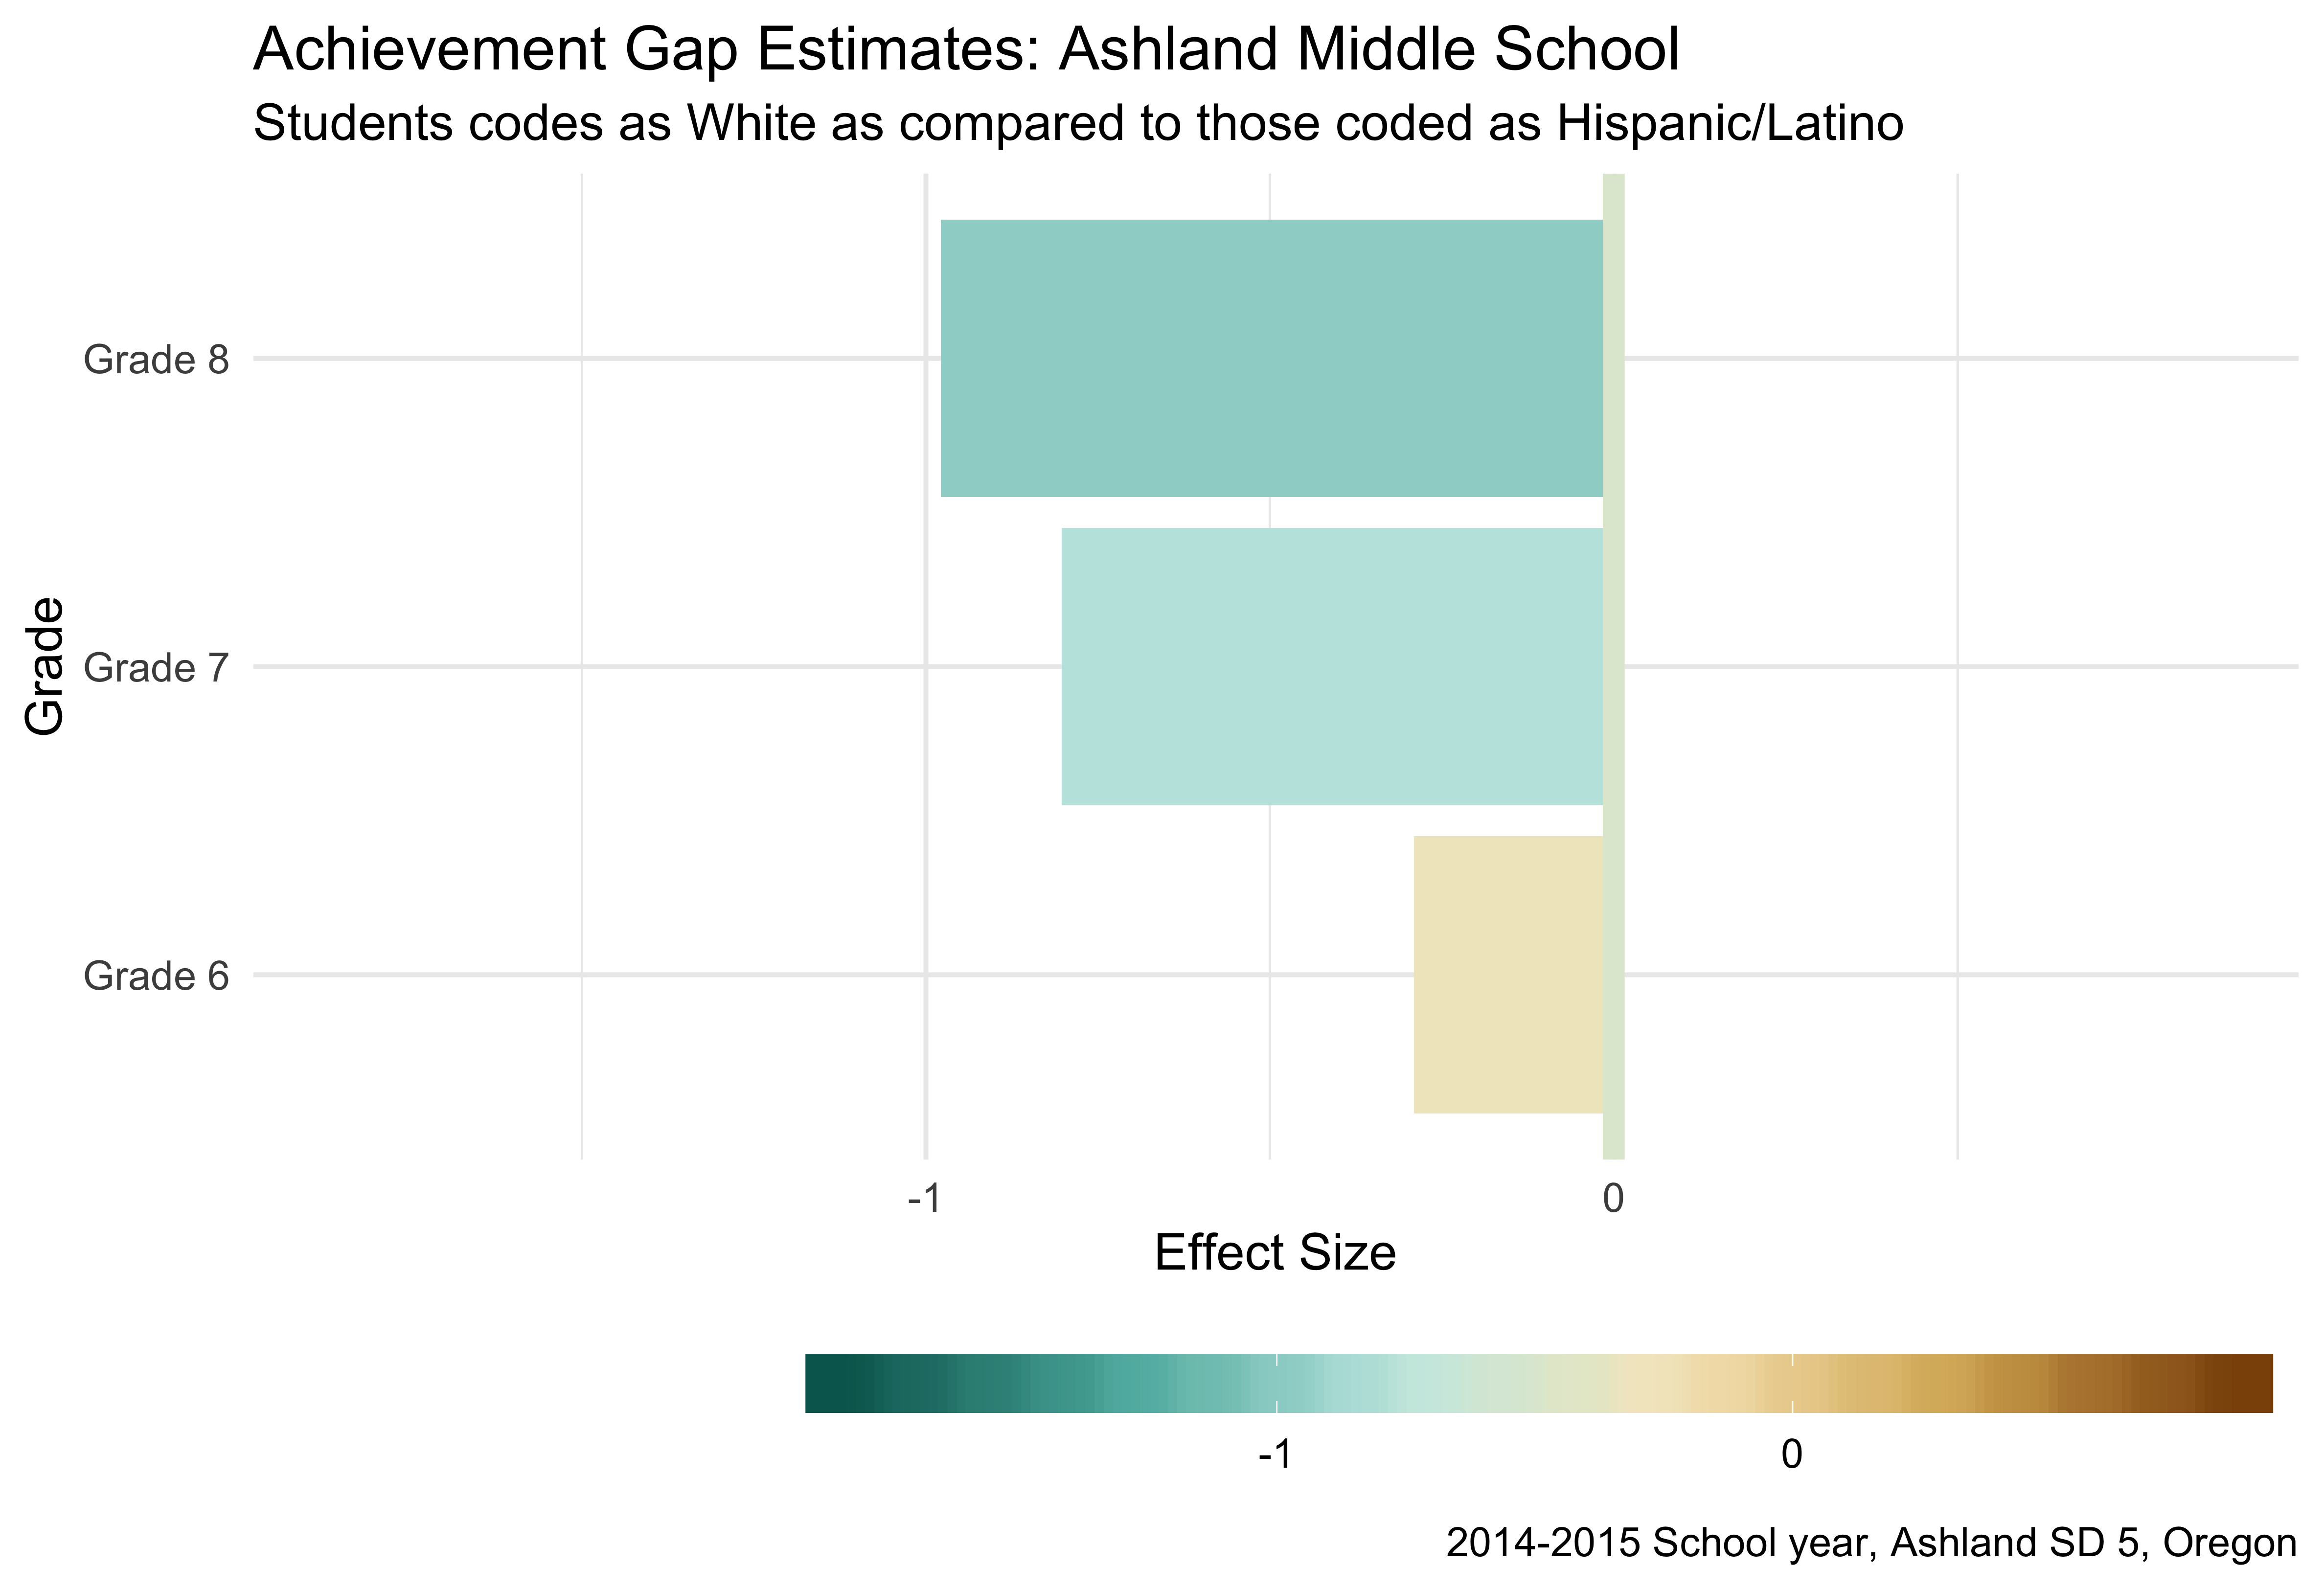 Achievement Gap Estimates: Ashland Middle School
Students codes as White as compared to those coded as Hispanic/Latino
Grade
Grade 8
Grade 7
Grade 6
-1
0
Effect Size
-1
0
2014-2015 School year, Ashland SD 5, Oregon